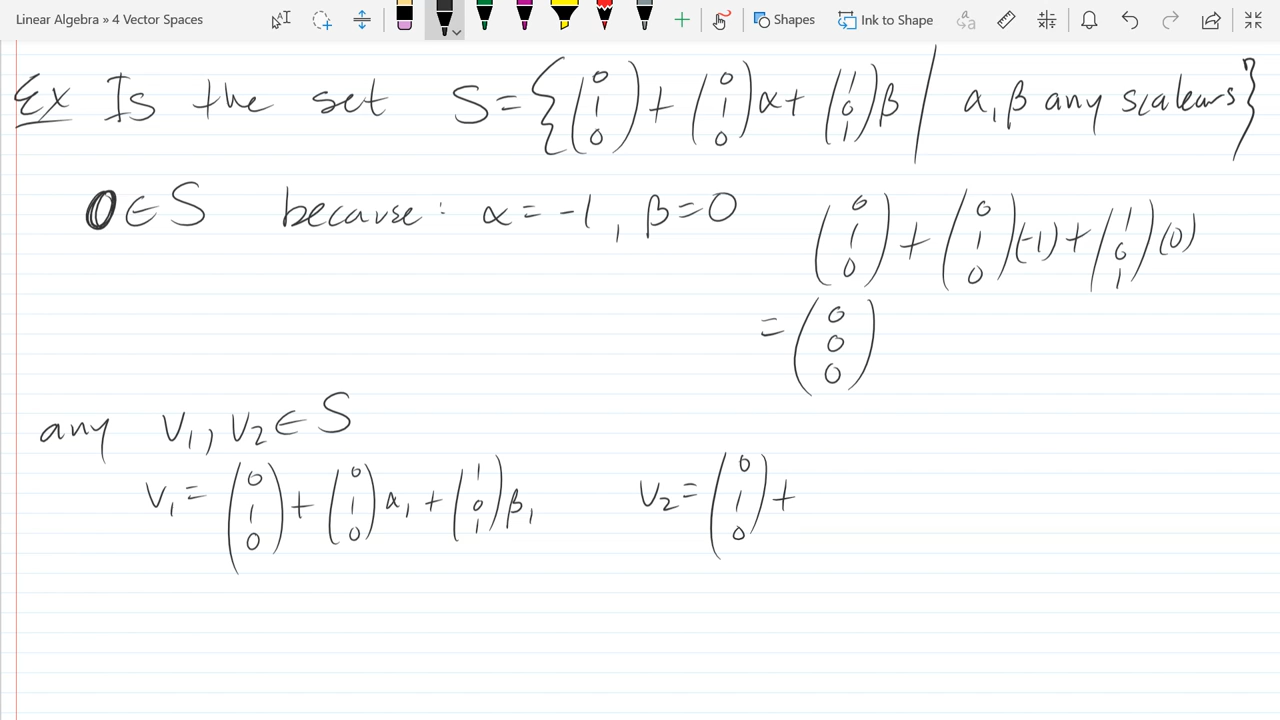 Linear Algebra » 4 Vector Spaces Shapes Ink to Shape
Ex Is the set S = { (0 1 0) + (0 1 0) α + (1 0 1) β | α, β any scalears }
0 ∈ S because: α = -1, β = 0 (0 1 0) + (0 1 0)(-1) + (1 0 1)(0)
= (0 0 0)
any V₁, V₂ ∈ S
V₁ = (0 1 0) + (0 1 0) α₁ + (1 0 1) β₁ V₂ = (0 1 0) +